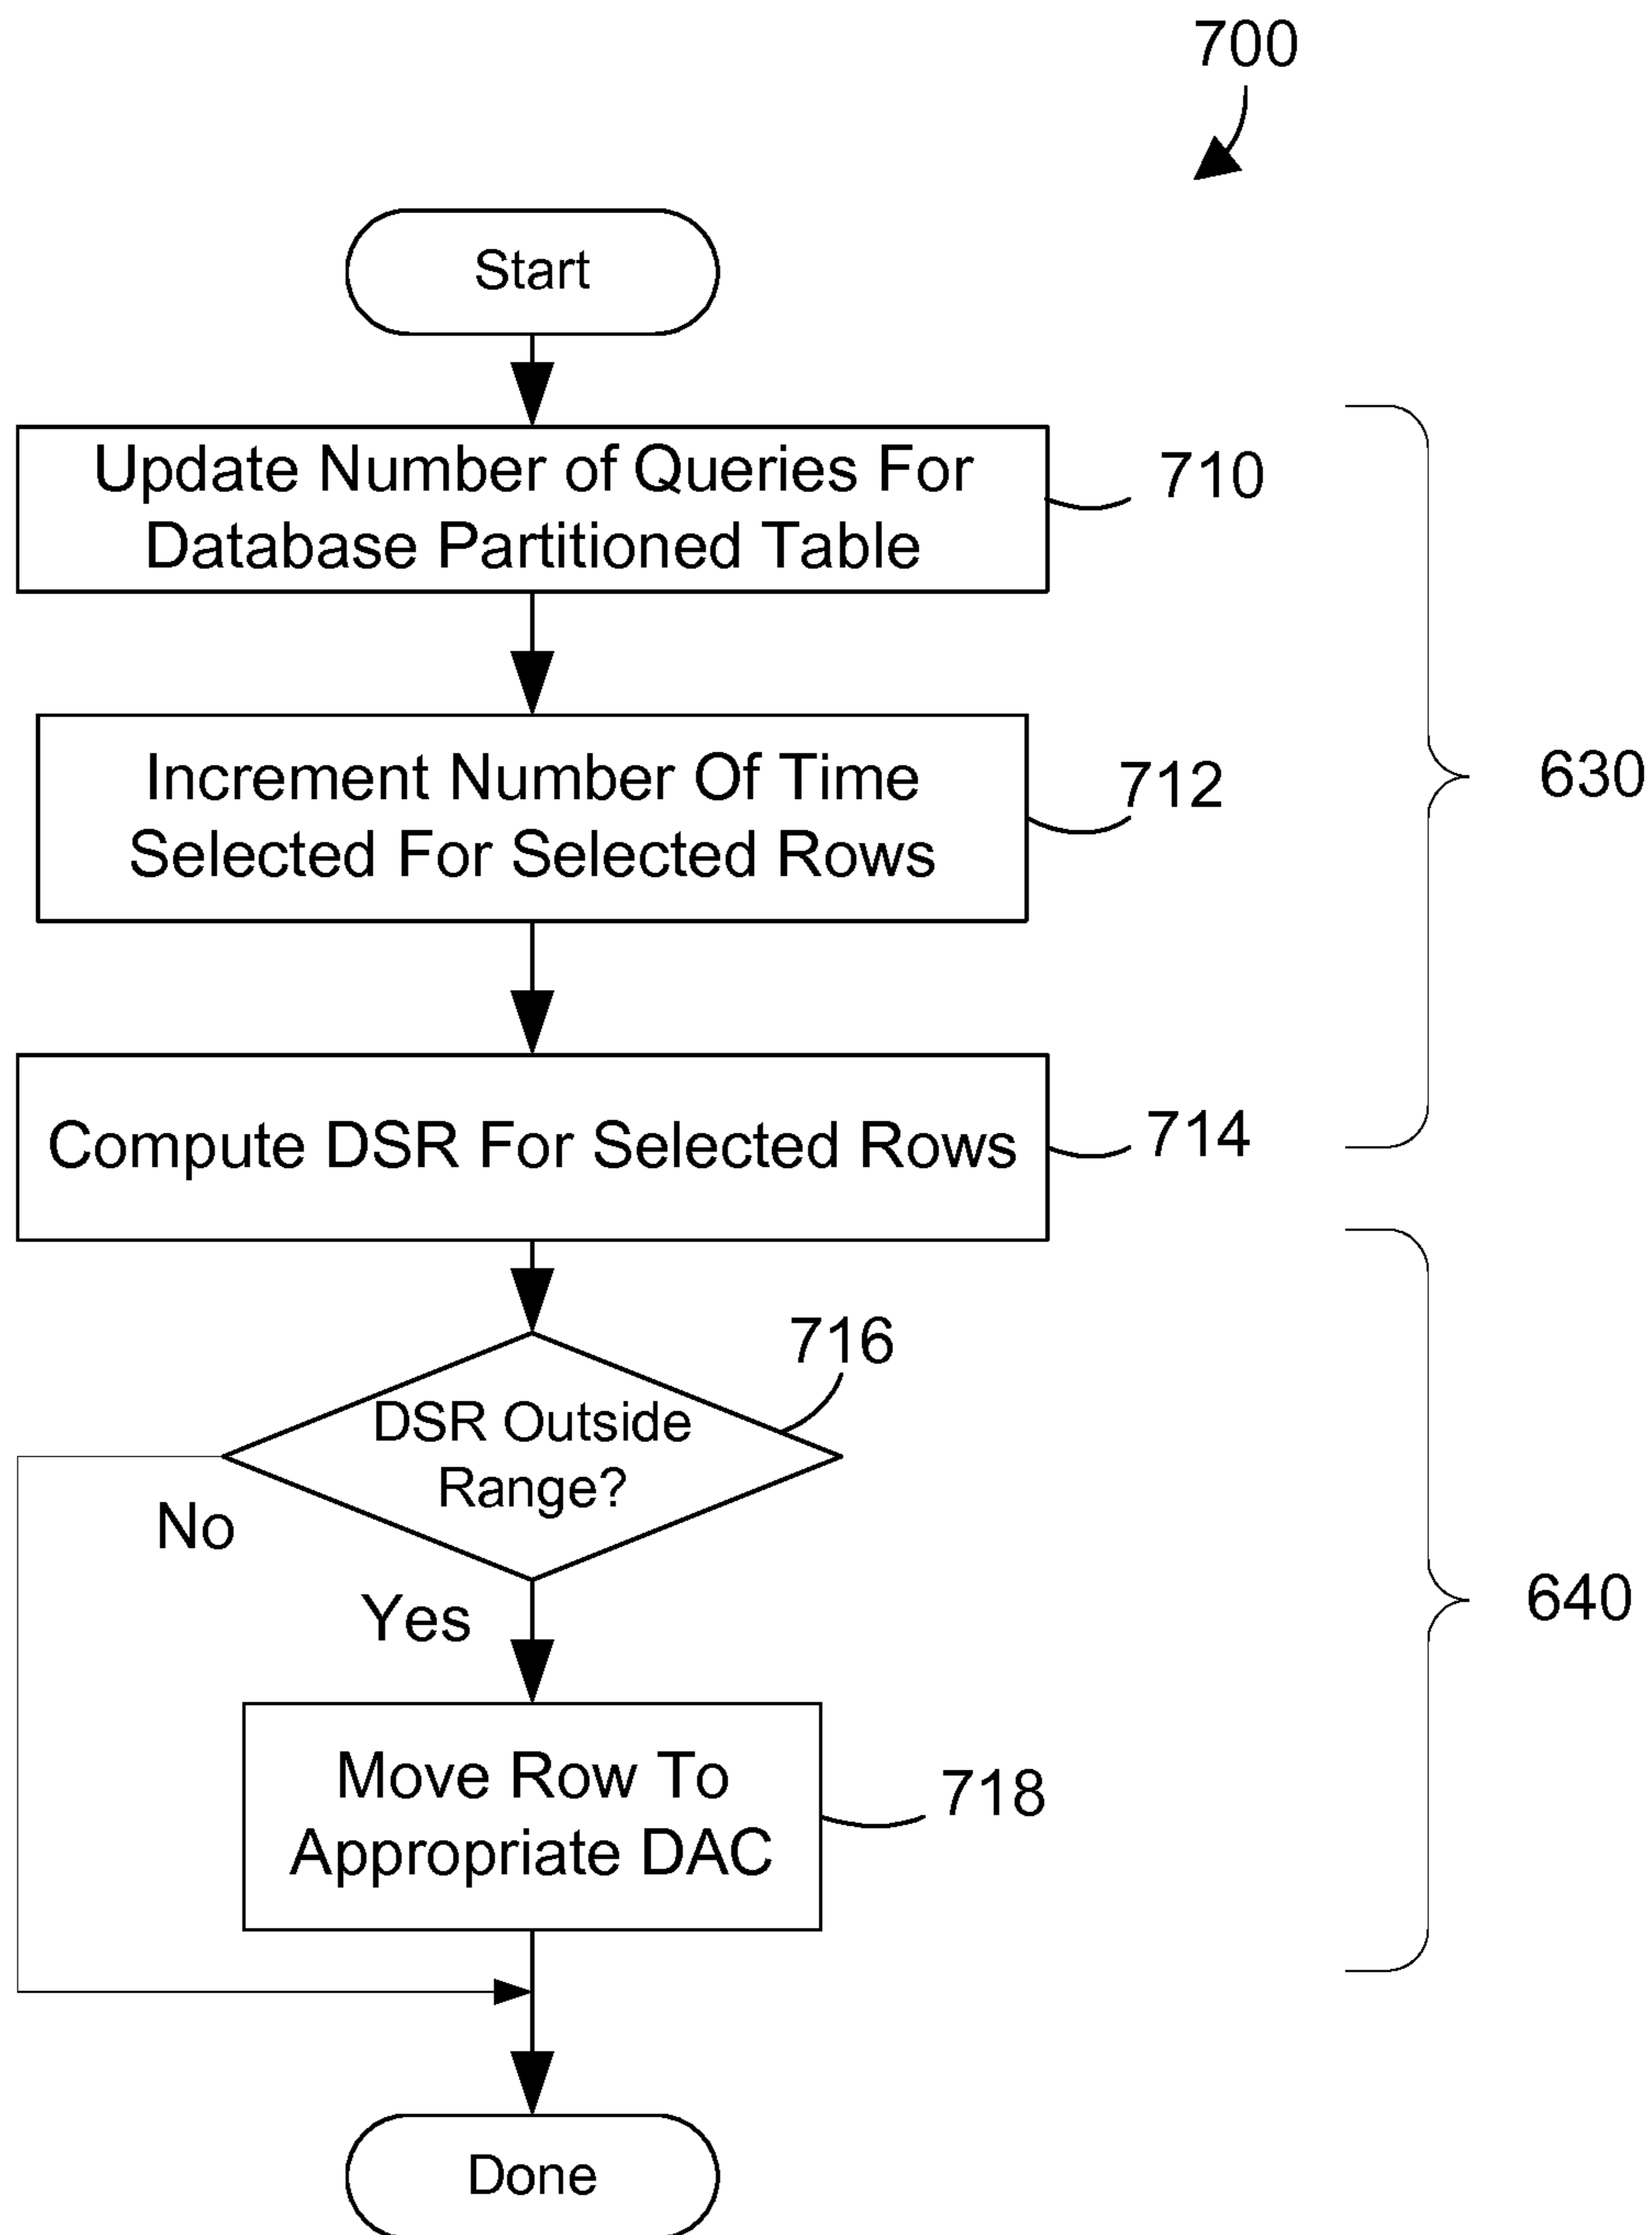 700
Start
Update Number of Queries For
Database Partitioned Table
710
Increment Number Of Time
Selected For Selected Rows
712
630
Compute DSR For Selected Rows
714
716
DSR Outside
Range?
No
Yes
640
Move Row To
Appropriate DAC
718
Done